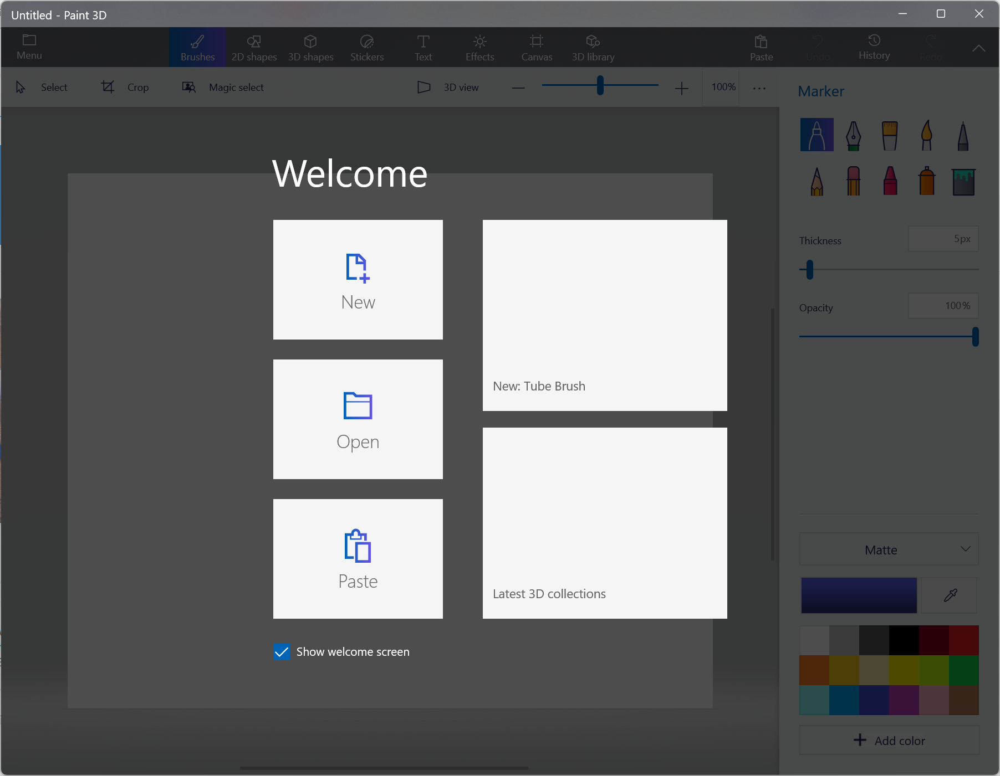 Untitled - Paint 3D
Menu
Brushes
2D shapes
3D shapes
Stickers
Text
Effects
Canvas
3D library
Paste
Undo
History
Redo
Select
Crop
Magic select
3D view
100%
Marker
Welcome
New
Open
Paste
Show welcome screen
New: Tube Brush
Latest 3D collections
Thickness
5px
Opacity
100%
Matte
Add color